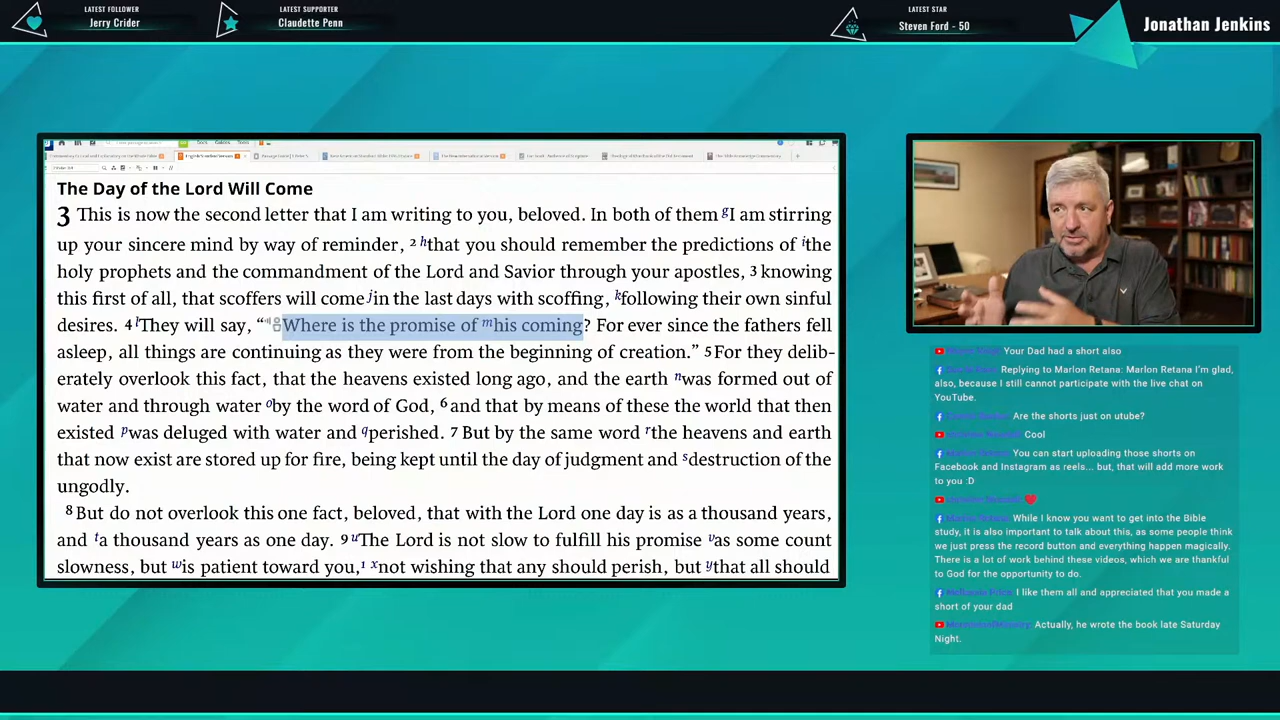 LATEST FOLLOWER
Jerry Crider
LATEST SUPPORTER
Claudette Penn
LATEST STAR
Steven Ford - 50
Jonathan Jenkins
The Day of the Lord Will Come
3 This is now the second letter that I am writing to you, beloved. In both of them gI am stirring
up your sincere mind by way of reminder, 2 hthat you should remember the predictions of ithe
holy prophets and the commandment of the Lord and Savior through your apostles, 3 knowing
this first of all, that scoffers will come jin the last days with scoffing, kfollowing their own sinful
desires. 4 lThey will say, “Where is the promise of mhis coming? For ever since the fathers fell
asleep, all things are continuing as they were from the beginning of creation.” 5 For they delib-
erately overlook this fact, that the heavens existed long ago, and the earth nwas formed out of
water and through water oby the word of God, 6 and that by means of these the world that then
existed pwas deluged with water and qperished. 7 But by the same word rthe heavens and earth
that now exist are stored up for fire, being kept until the day of judgment and sdestruction of the
ungodly.
8 But do not overlook this one fact, beloved, that with the Lord one day is as a thousand years,
and ta thousand years as one day. 9 uThe Lord is not slow to fulfill his promise vas some count
slowness, but wis patient toward you,1 xnot wishing that any should perish, but ythat all should
Your Dad had a short also
Replying to Marlon Retana: Marlon Retana I'm glad,
also, because I still cannot participate with the live chat on
YouTube.
Are the shorts just on utube?
Cool
You can start uploading those shorts on
Facebook and Instagram as reels... but, that will add more work
to you :D
❤️
While I know you want to get into the Bible
study, it is also important to talk about this, as some people think
we just press the record button and everything happen magically.
There is a lot of work behind these videos, which we are thankful
to God for the opportunity to do.
I like them all and appreciated that you made a
short of your dad
Actually, he wrote the book late Saturday
Night.